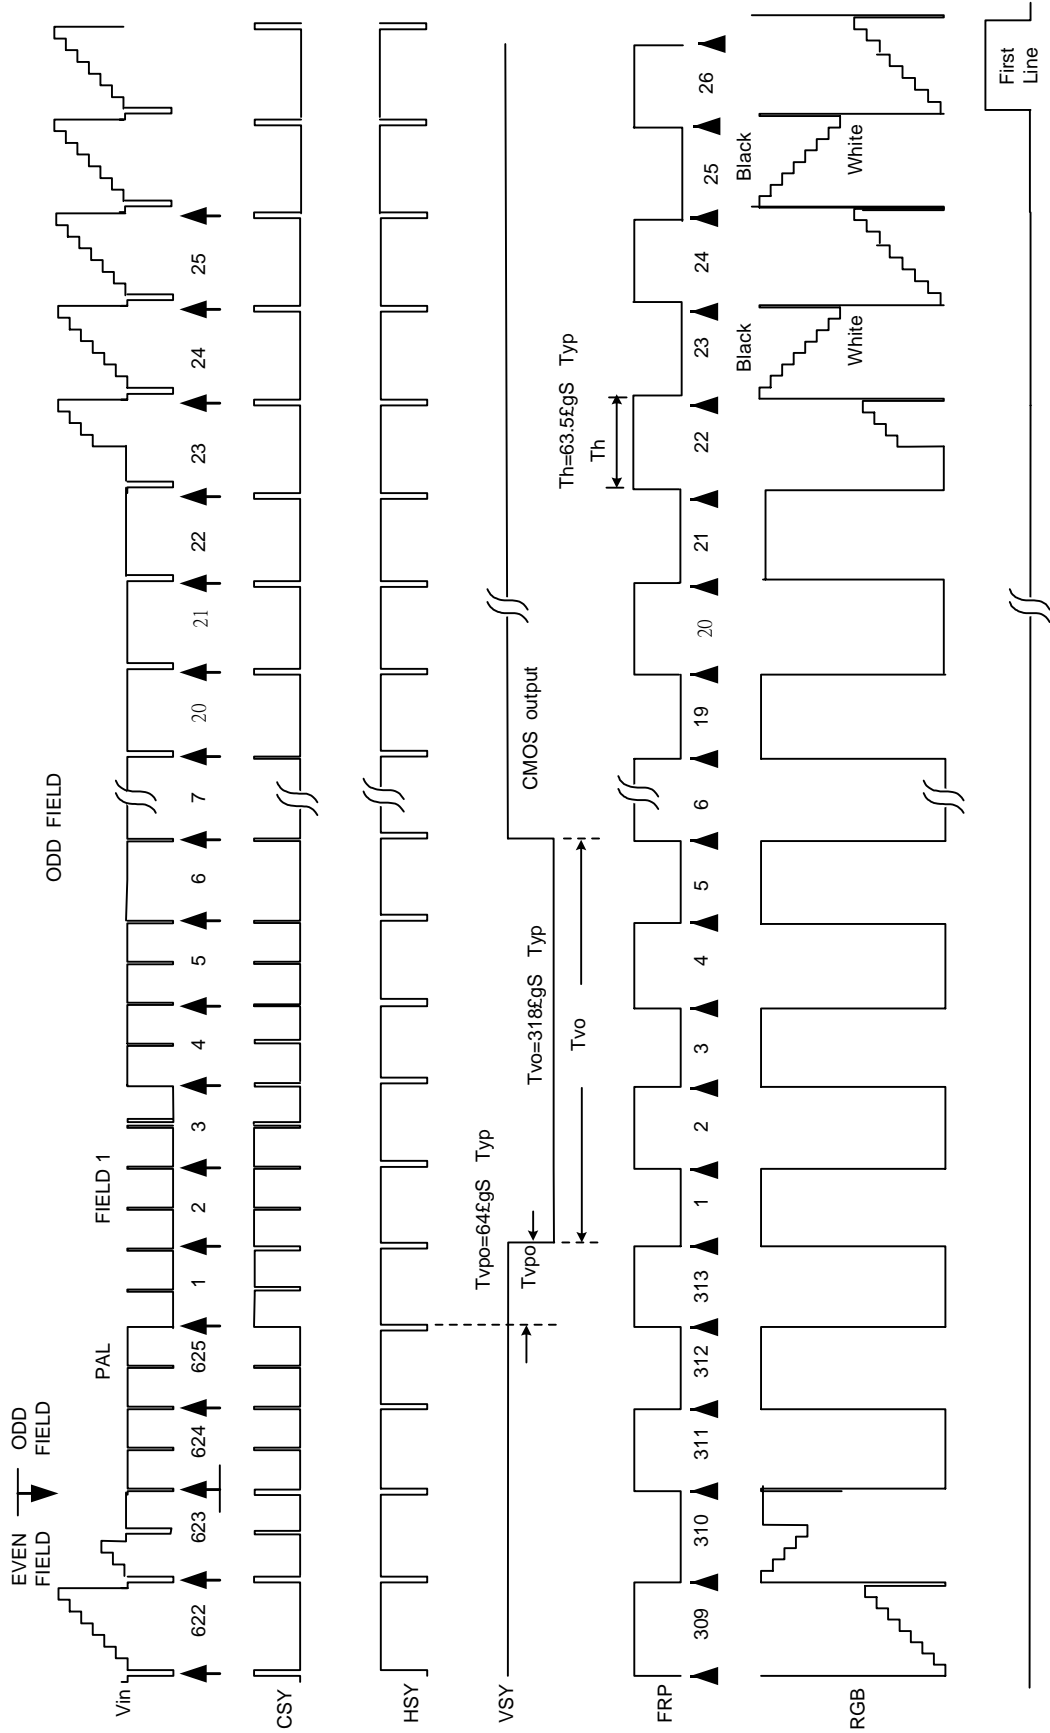 EVEN FIELD
ODD FIELD
PAL
FIELD 1
ODD FIELD
Vin
622 623 624 625 1 2 3 4 5 6 7 20 21 22 23 24 25
CSY
HSY
Tvpo=64£gS Typ
VSY
Tvpo
Tvo=318£gS Typ
CMOS output
Tvo
Th=63.5£gS Typ
Th
FRP
309 310 311 312 313 1 2 3 4 5 6 19 20 21 22 23 24 25 26
Black
Black
RGB
White
White
First
Line